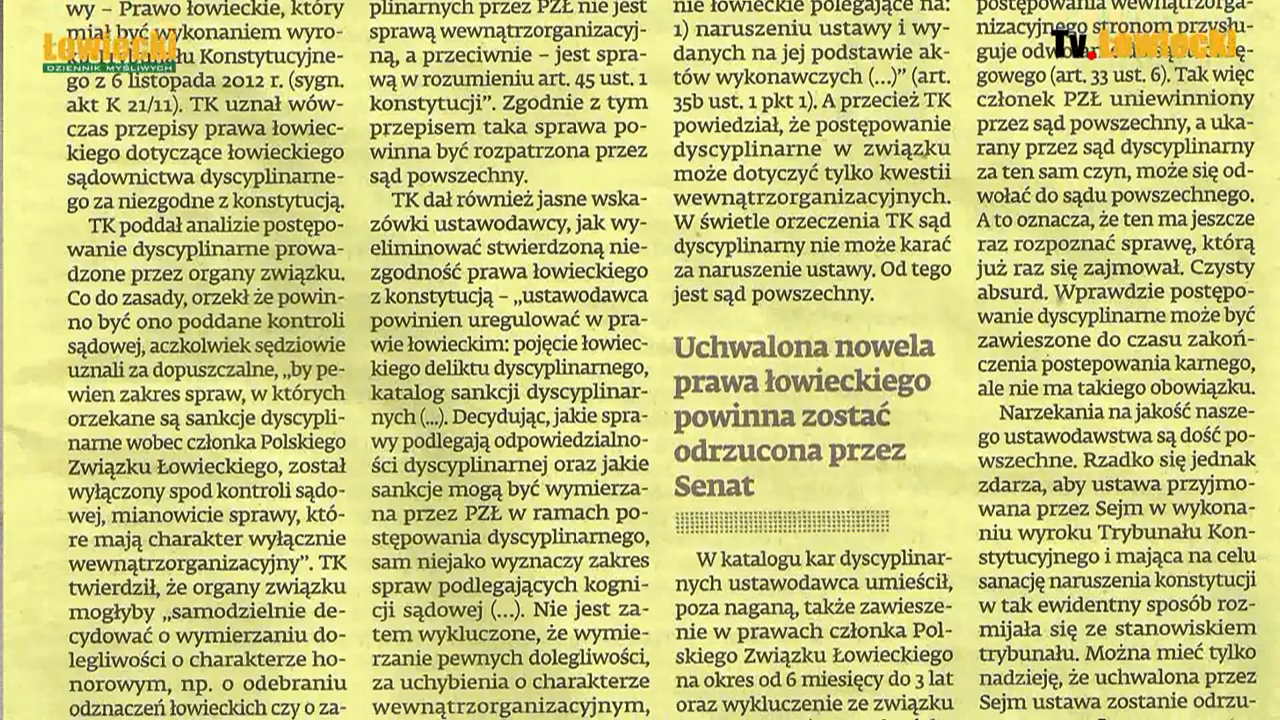 Łowiecki
DZIENNIK MYŚLIWYCH
Tv.Łowiecki
wy – Prawo łowieckie, który
miał być wykonaniem wyro-
Konstytucyjne-
go z 6 listopada 2012 r. (sygn.
akt K 21/11). TK uznał wów-
czas przepisy prawa łowiec-
kiego dotyczące łowieckiego
sądownictwa dyscyplinarne-
go za niezgodne z konstytucją.
TK poddał analizie postępo-
wanie dyscyplinarne prowa-
dzone przez organy związku.
Co do zasady, orzekł że powin-
no być ono poddane kontroli
sądowej, aczkolwiek sędziowie
uznali za dopuszczalne, „by pe-
wien zakres spraw, w których
orzekane są sankcje dyscypli-
narne wobec członka Polskiego
Związku Łowieckiego, został
wyłączony spod kontroli sądo-
wej, mianowicie sprawy, któ-
re mają charakter wyłącznie
wewnątrzorganizacyjny”. TK
twierdził, że organy związku
mogłyby „samodzielnie de-
cydować o wymierzaniu do-
legliwości o charakterze ho-
norowym, np. o odebraniu
odznaczeń łowieckich czy o za-
plinarnych przez PZŁ nie jest
sprawą wewnątrzorganizacyj-
ną, a przeciwnie – jest spra-
wą w rozumieniu art. 45 ust. 1
konstytucji”. Zgodnie z tym
przepisem taka sprawa po-
winna być rozpatrzona przez
sąd powszechny.
TK dał również jasne wska-
zówki ustawodawcy, jak wy-
eliminować stwierdzoną nie-
zgodność prawa łowieckiego
z konstytucją – „ustawodawca
powinien uregulować w pra-
wie łowieckim: pojęcie łowiec-
kiego deliktu dyscyplinarnego,
katalog sankcji dyscyplinar-
nych (...). Decydując, jakie spra-
wy podlegają odpowiedzialno-
ści dyscyplinarnej oraz jakie
sankcje mogą być wymierza-
na przez PZŁ w ramach po-
stępowania dyscyplinarnego,
sam niejako wyznaczy zakres
spraw podlegających kogni-
cji sądowej (...). Nie jest za-
tem wykluczone, że wymie-
rzanie pewnych dolegliwości,
za uchybienia o charakterze
wewnątrzorganizacyjnym,
nie łowieckie polegające na:
1) naruszeniu ustawy i wy-
danych na jej podstawie ak-
tów wykonawczych (...)” (art.
35b ust. 1 pkt 1). A przecież TK
powiedział, że postępowanie
dyscyplinarne w związku
może dotyczyć tylko kwestii
wewnątrzorganizacyjnych.
W świetle orzeczenia TK sąd
dyscyplinarny nie może karać
za naruszenie ustawy. Od tego
jest sąd powszechny.
Uchwalona nowela
prawa łowieckiego
powinna zostać
odrzucona przez
Senat
W katalogu kar dyscyplinar-
nych ustawodawca umieścił,
poza naganą, także zawiesze-
nie w prawach członka Pol-
skiego Związku Łowieckiego
na okres od 6 miesięcy do 3 lat
oraz wykluczenie ze związku
postępowania wewnątrzorga-
nizacyjnego stronom przysłu-
guje
gowego (art. 33 ust. 6). Tak więc
członek PZŁ uniewinniony
przez sąd powszechny, a uka-
rany przez sąd dyscyplinarny
za ten sam czyn, może się od-
wołać do sądu powszechnego.
A to oznacza, że ten ma jeszcze
raz rozpoznać sprawę, którą
już raz się zajmował. Czysty
absurd. Wprawdzie postępo-
wanie dyscyplinarne może być
zawieszone do czasu zakoń-
czenia postepowania karnego,
ale nie ma takiego obowiązku.
Narzekania na jakość nasze-
go ustawodawstwa są dość po-
wszechne. Rzadko się jednak
zdarza, aby ustawa przyjmo-
wana przez Sejm w wykona-
niu wyroku Trybunału Kon-
stytucyjnego i mająca na celu
sanację naruszenia konstytucji
w tak ewidentny sposób roz-
mijała się ze stanowiskiem
trybunału. Można mieć tylko
nadzieję, że uchwalona przez
Sejm ustawa zostanie odrzu-